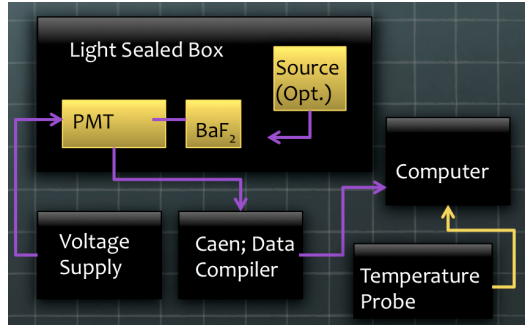 Light Sealed Box
Source
(Opt.)
PMT
BaF₂
Computer
Voltage
Supply
Caen; Data
Compiler
Temperature
Probe